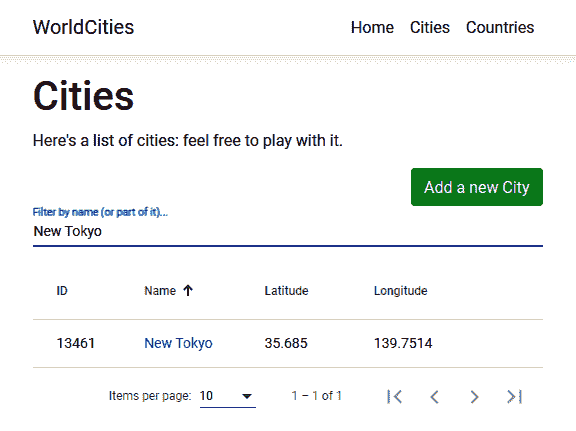 WorldCities Home Cities Countries
Cities
Here's a list of cities: feel free to play with it.
Add a new City
Filter by name (or part of it)...
New Tokyo
ID Name Latitude Longitude
13461 New Tokyo 35.685 139.7514
Items per page: 10 1 – 1 of 1